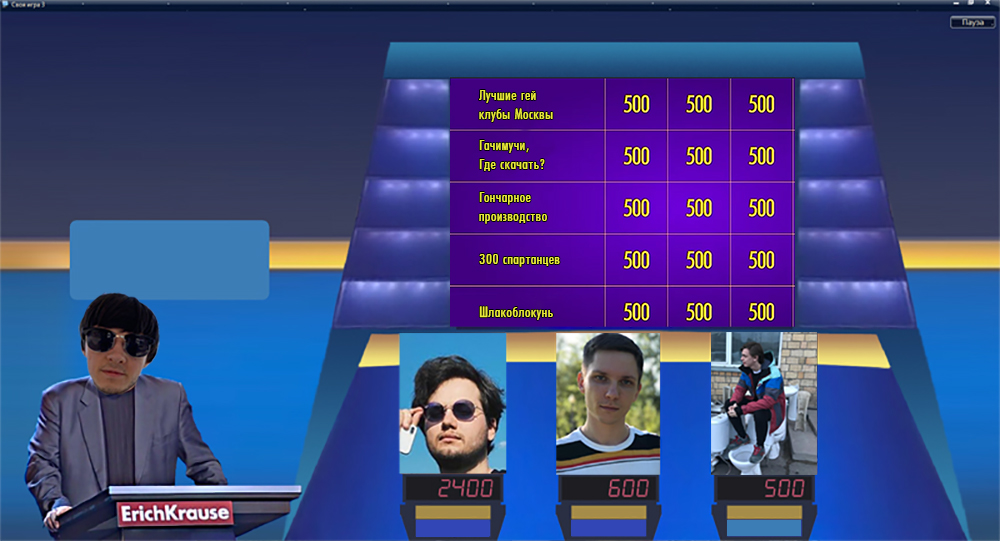 Своя игра 3
Пауза
Лучшие гей
клубы Москвы
500 500 500
Гачимучи,
Где скачать?
500 500 500
Гончарное
производство
500 500 500
300 спартанцев
500 500 500
Шлакоблокунь
500 500 500
2400 600 500
ErichKrause